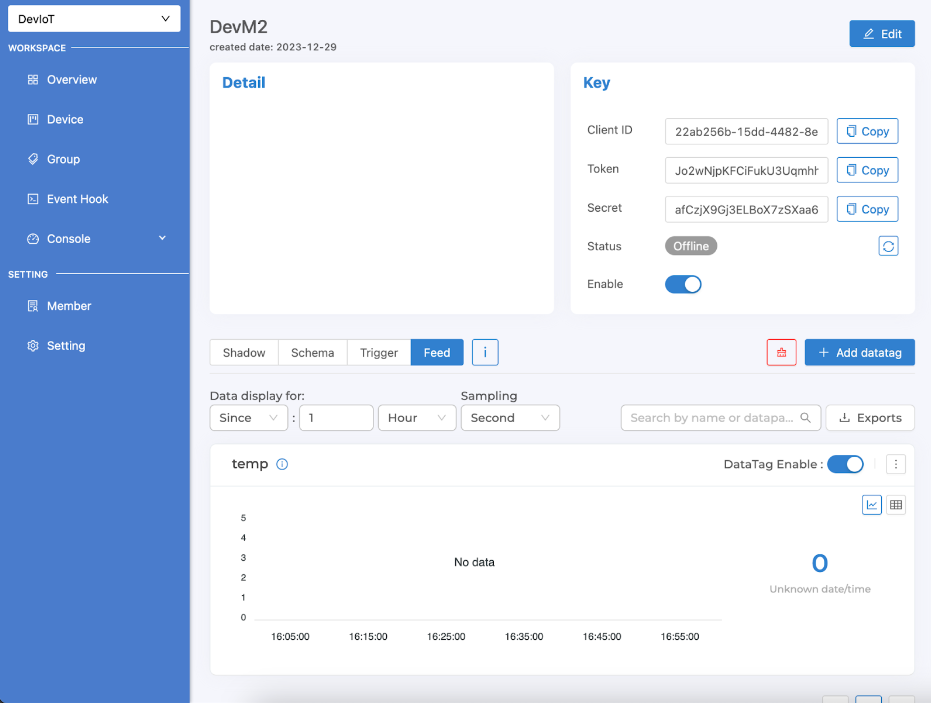 DevIoT
WORKSPACE
Overview
Device
Group
Event Hook
Console
SETTING
Member
Setting
DevM2
created date: 2023-12-29
Edit
Detail
Key
Client ID
22ab256b-15dd-4482-8e
Copy
Token
Jo2wNjpKFCiFukU3Uqmhh
Copy
Secret
afCzjX9Gj3ELBoX7zSXaa6
Copy
Status
Offline
Enable
Shadow
Schema
Trigger
Feed
i
+ Add datatag
Data display for:
Since
:
1
Hour
Sampling
Second
Search by name or datapa...
Exports
temp
DataTag Enable :
5
4
3
2
1
0
No data
16:05:00
16:15:00
16:25:00
16:35:00
16:45:00
16:55:00
0
Unknown date/time